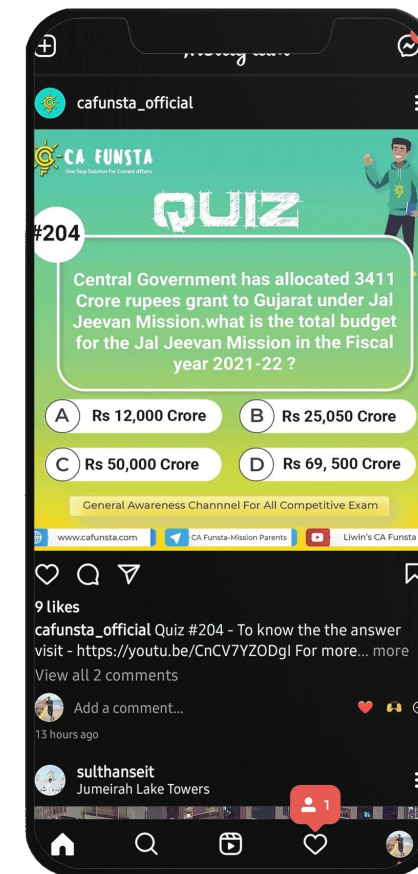 cafunsta_official
CA FUNSTA
One Stop Solution For Current Affairs
QUIZ
#204
Central Government has allocated 3411
Crore rupees grant to Gujarat under Jal
Jeevan Mission.what is the total budget
for the Jal Jeevan Mission in the Fiscal
year 2021-22 ?
A Rs 12,000 Crore
B Rs 25,050 Crore
C Rs 50,000 Crore
D Rs 69, 500 Crore
General Awareness Channnel For All Competitive Exam
www.cafunsta.com CA Funsta-Mission Parents Liwin's CA Funsta
9 likes
cafunsta_official Quiz #204 - To know the the answer
visit - https://youtu.be/CnCV7YZODgI For more... more
View all 2 comments
Add a comment...
13 hours ago
sulthanseit
Jumeirah Lake Towers
1